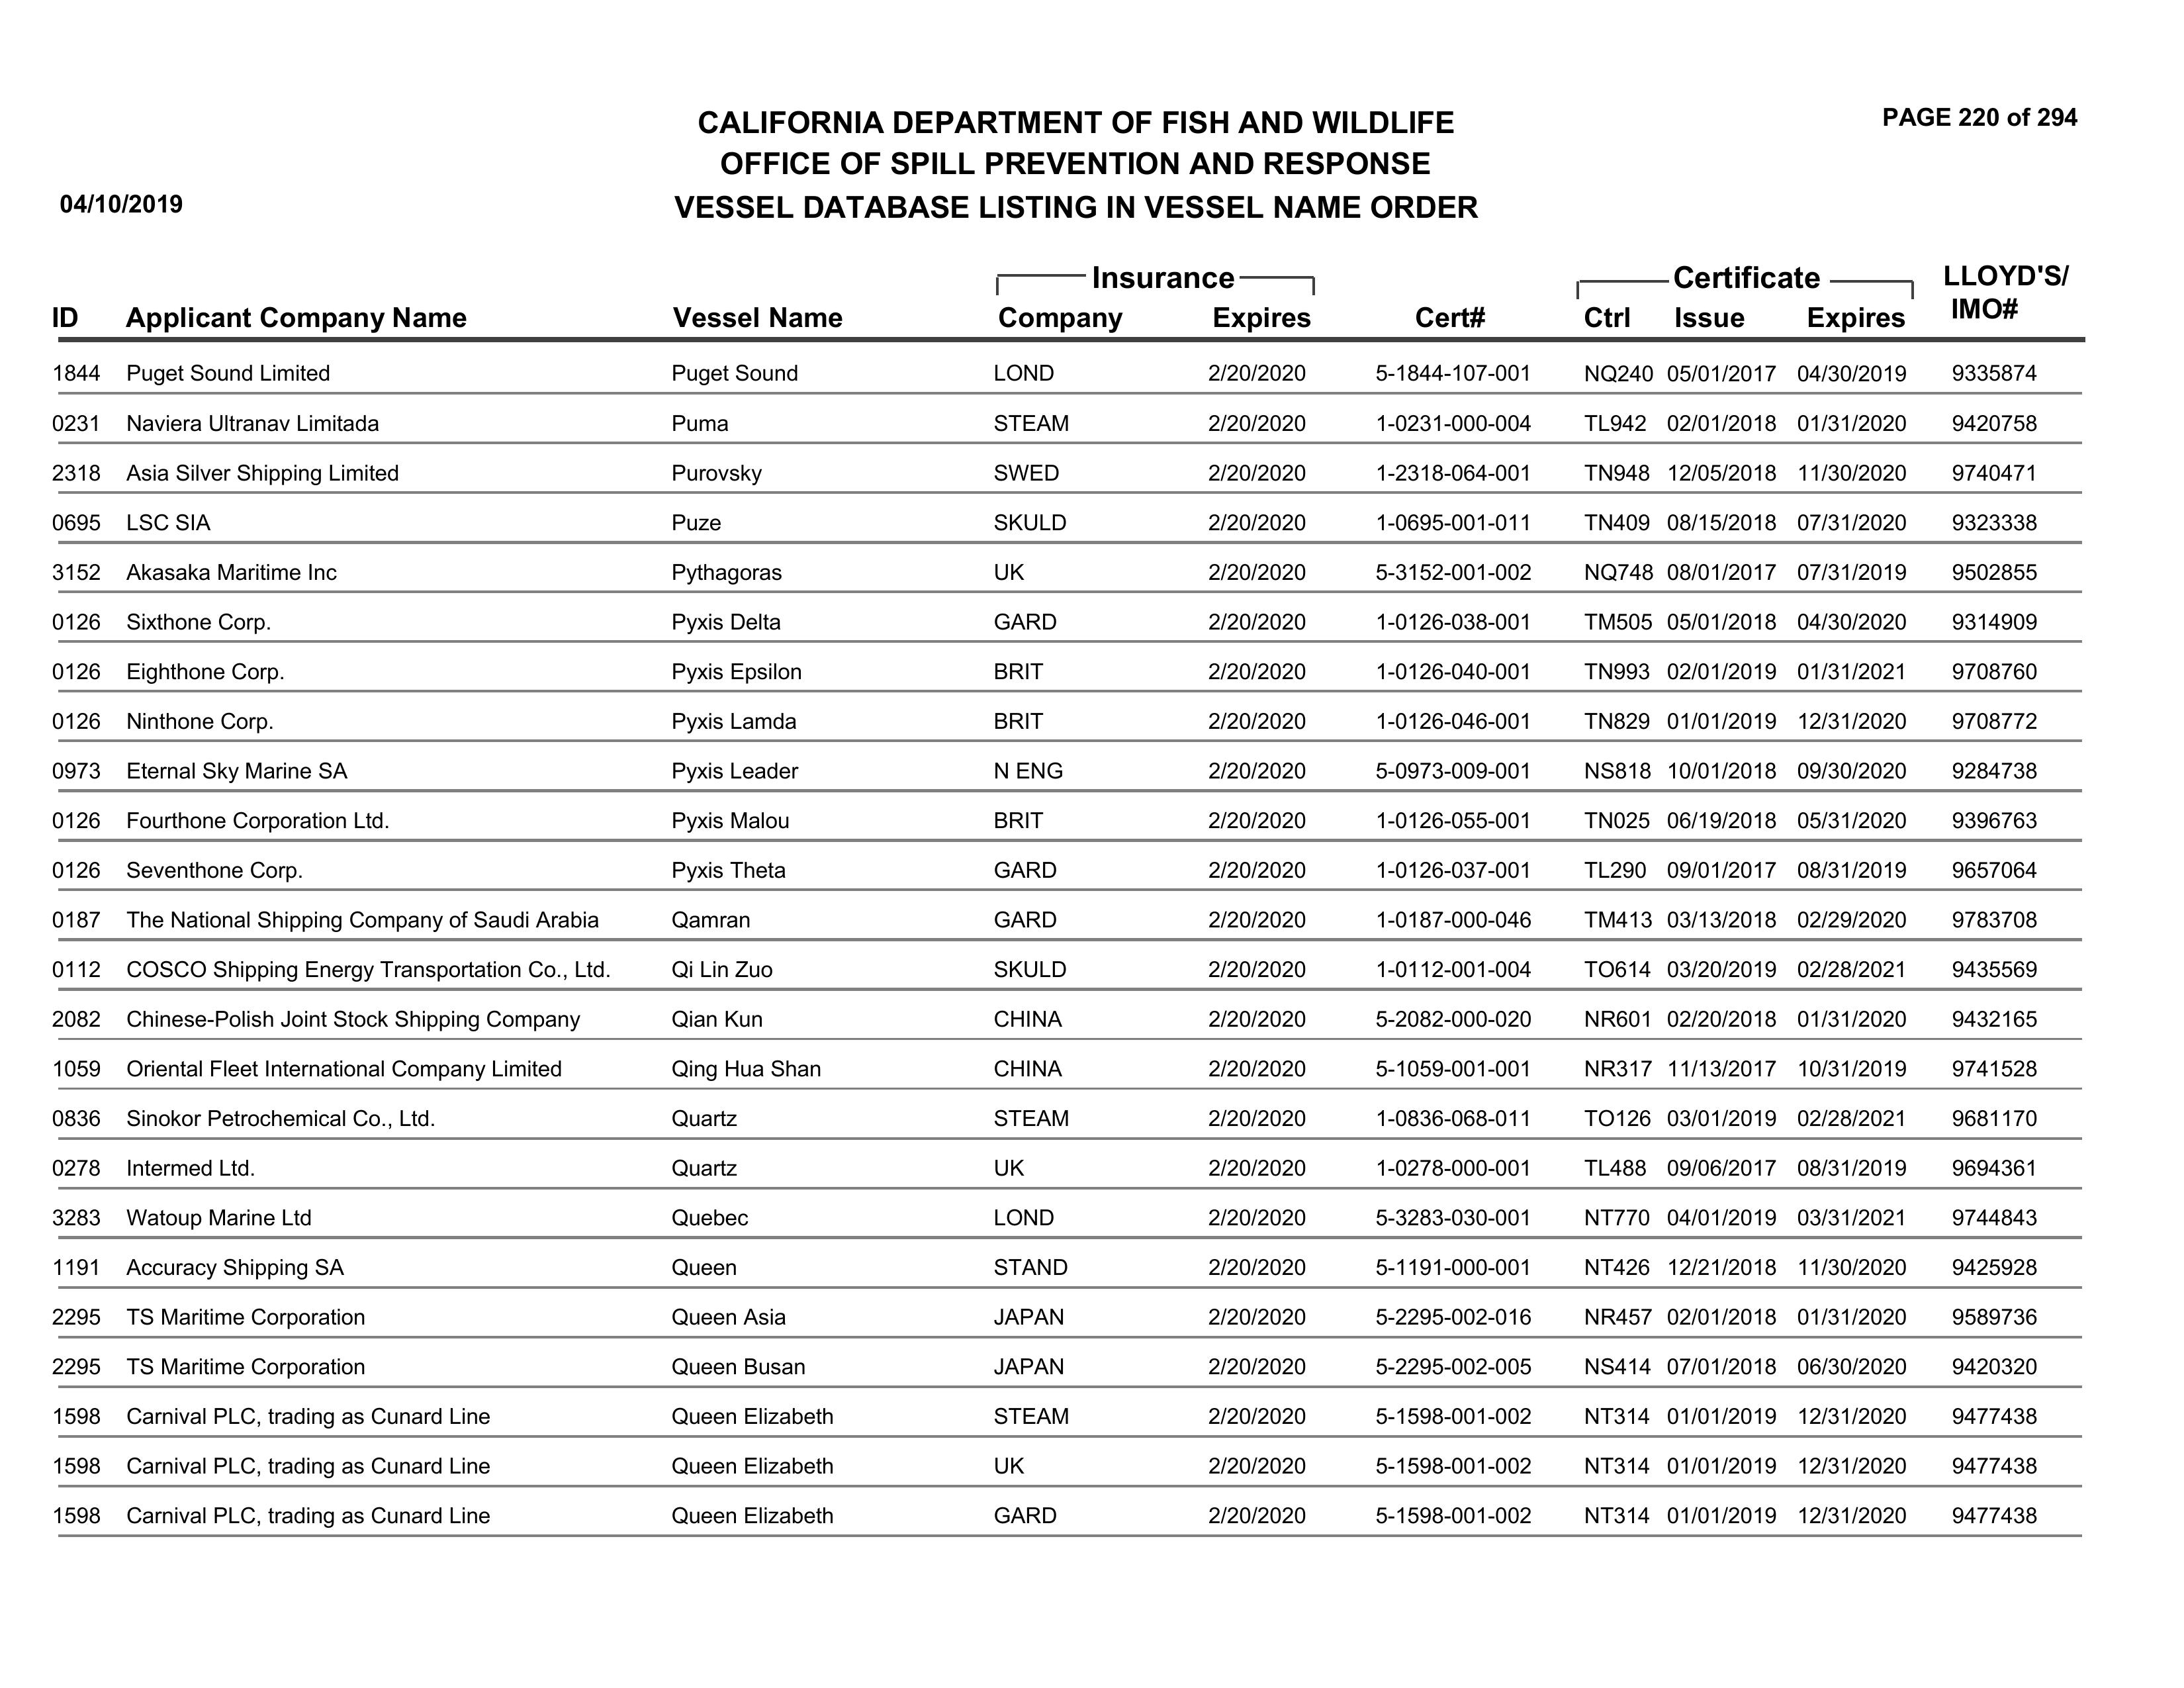 PAGE 220 of 294
CALIFORNIA DEPARTMENT OF FISH AND WILDLIFE
OFFICE OF SPILL PREVENTION AND RESPONSE
04/10/2019
VESSEL DATABASE LISTING IN VESSEL NAME ORDER
Insurance Certificate LLOYD'S/
ID Applicant Company Name Vessel Name Company Expires Cert# Ctrl Issue Expires IMO#
1844 Puget Sound Limited Puget Sound LOND 2/20/2020 5-1844-107-001 NQ240 05/01/2017 04/30/2019 9335874
0231 Naviera Ultranav Limitada Puma STEAM 2/20/2020 1-0231-000-004 TL942 02/01/2018 01/31/2020 9420758
2318 Asia Silver Shipping Limited Purovsky SWED 2/20/2020 1-2318-064-001 TN948 12/05/2018 11/30/2020 9740471
0695 LSC SIA Puze SKULD 2/20/2020 1-0695-001-011 TN409 08/15/2018 07/31/2020 9323338
3152 Akasaka Maritime Inc Pythagoras UK 2/20/2020 5-3152-001-002 NQ748 08/01/2017 07/31/2019 9502855
0126 Sixthone Corp. Pyxis Delta GARD 2/20/2020 1-0126-038-001 TM505 05/01/2018 04/30/2020 9314909
0126 Eighthone Corp. Pyxis Epsilon BRIT 2/20/2020 1-0126-040-001 TN993 02/01/2019 01/31/2021 9708760
0126 Ninthone Corp. Pyxis Lamda BRIT 2/20/2020 1-0126-046-001 TN829 01/01/2019 12/31/2020 9708772
0973 Eternal Sky Marine SA Pyxis Leader N ENG 2/20/2020 5-0973-009-001 NS818 10/01/2018 09/30/2020 9284738
0126 Fourthone Corporation Ltd. Pyxis Malou BRIT 2/20/2020 1-0126-055-001 TN025 06/19/2018 05/31/2020 9396763
0126 Seventhone Corp. Pyxis Theta GARD 2/20/2020 1-0126-037-001 TL290 09/01/2017 08/31/2019 9657064
0187 The National Shipping Company of Saudi Arabia Qamran GARD 2/20/2020 1-0187-000-046 TM413 03/13/2018 02/29/2020 9783708
0112 COSCO Shipping Energy Transportation Co., Ltd. Qi Lin Zuo SKULD 2/20/2020 1-0112-001-004 TO614 03/20/2019 02/28/2021 9435569
2082 Chinese-Polish Joint Stock Shipping Company Qian Kun CHINA 2/20/2020 5-2082-000-020 NR601 02/20/2018 01/31/2020 9432165
1059 Oriental Fleet International Company Limited Qing Hua Shan CHINA 2/20/2020 5-1059-001-001 NR317 11/13/2017 10/31/2019 9741528
0836 Sinokor Petrochemical Co., Ltd. Quartz STEAM 2/20/2020 1-0836-068-011 TO126 03/01/2019 02/28/2021 9681170
0278 Intermed Ltd. Quartz UK 2/20/2020 1-0278-000-001 TL488 09/06/2017 08/31/2019 9694361
3283 Watoup Marine Ltd Quebec LOND 2/20/2020 5-3283-030-001 NT770 04/01/2019 03/31/2021 9744843
1191 Accuracy Shipping SA Queen STAND 2/20/2020 5-1191-000-001 NT426 12/21/2018 11/30/2020 9425928
2295 TS Maritime Corporation Queen Asia JAPAN 2/20/2020 5-2295-002-016 NR457 02/01/2018 01/31/2020 9589736
2295 TS Maritime Corporation Queen Busan JAPAN 2/20/2020 5-2295-002-005 NS414 07/01/2018 06/30/2020 9420320
1598 Carnival PLC, trading as Cunard Line Queen Elizabeth STEAM 2/20/2020 5-1598-001-002 NT314 01/01/2019 12/31/2020 9477438
1598 Carnival PLC, trading as Cunard Line Queen Elizabeth UK 2/20/2020 5-1598-001-002 NT314 01/01/2019 12/31/2020 9477438
1598 Carnival PLC, trading as Cunard Line Queen Elizabeth GARD 2/20/2020 5-1598-001-002 NT314 01/01/2019 12/31/2020 9477438